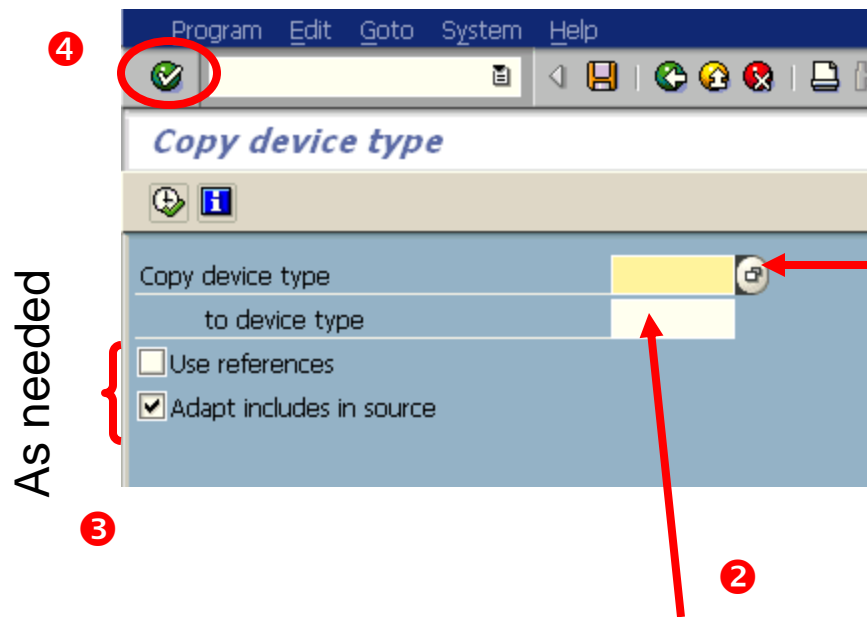 Program Edit Goto System Help
❹
Copy device type
Copy device type
to device type
Use references
Adapt includes in source
As needed
❸
❷